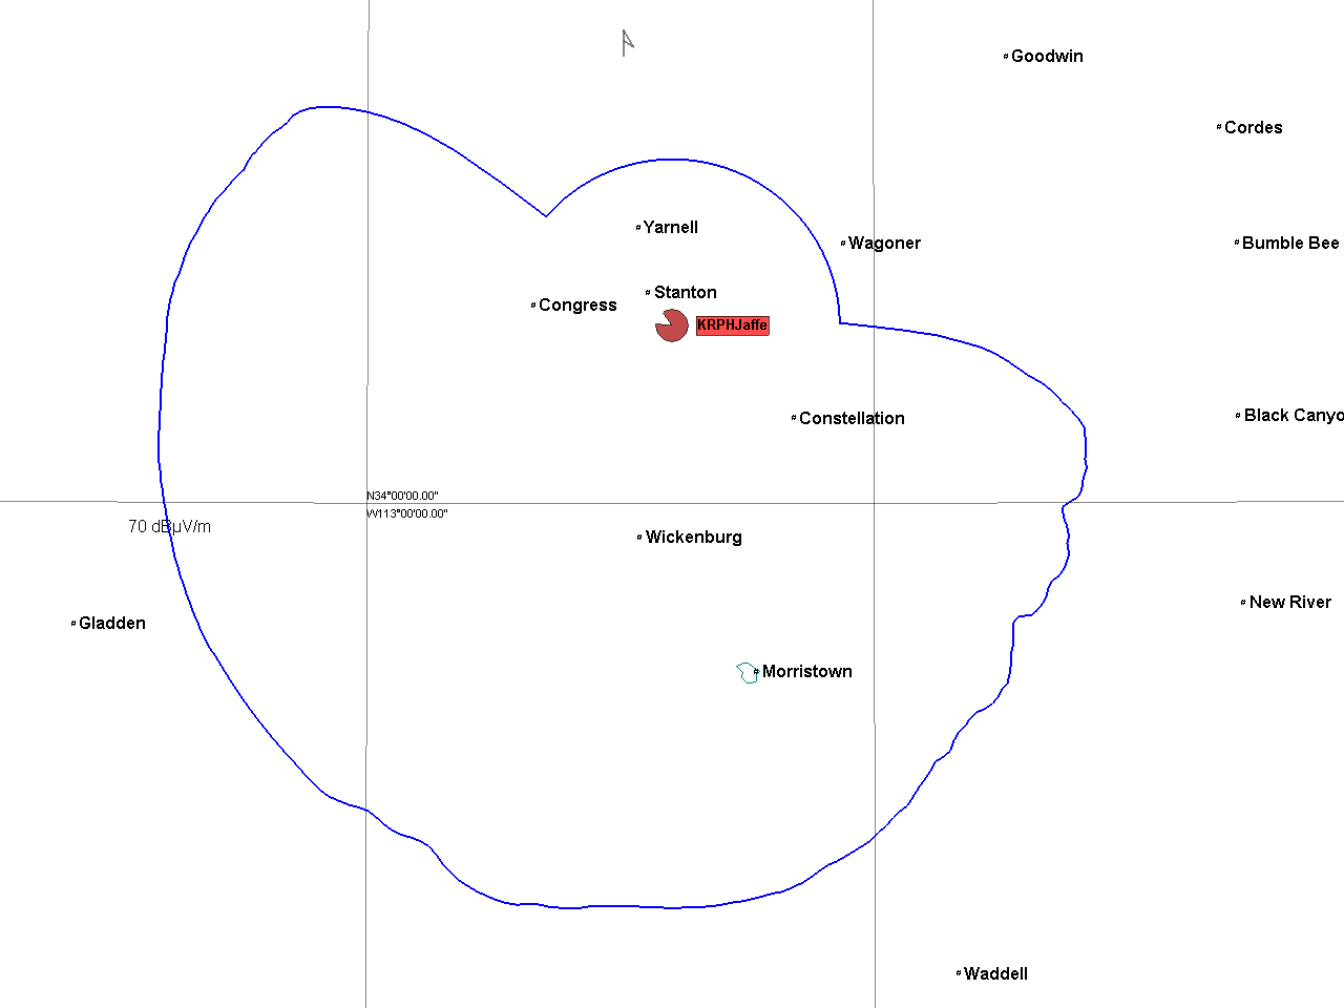 Goodwin
Cordes
Yarnell
Wagoner
Bumble Bee
Stanton
Congress
KRPHJaffe
Black Canyo
Constellation
N34°00'00.00"
W113°00'00.00"
70 dBµV/m
Wickenburg
New River
Gladden
Morristown
Waddell